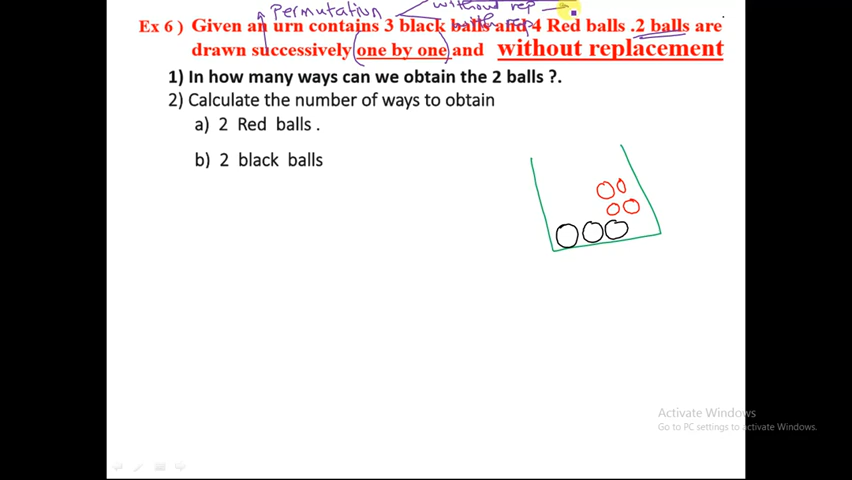 Permutation without rep
with rep
Ex 6 ) Given an urn contains 3 black balls and 4 Red balls .2 balls are
drawn successively one by one and without replacement
1) In how many ways can we obtain the 2 balls ?.
2) Calculate the number of ways to obtain
a) 2 Red balls .
b) 2 black balls
Activate Windows
Go to PC settings to activate Windows.